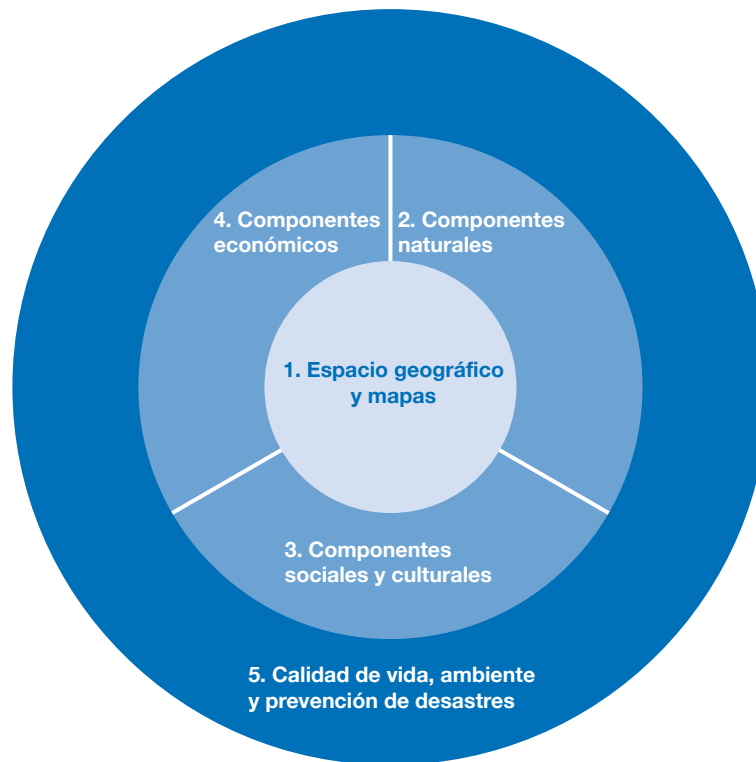 4. Componentes
económicos
2. Componentes
naturales
1. Espacio geográfico
y mapas
3. Componentes
sociales y culturales
5. Calidad de vida, ambiente
y prevención de desastres